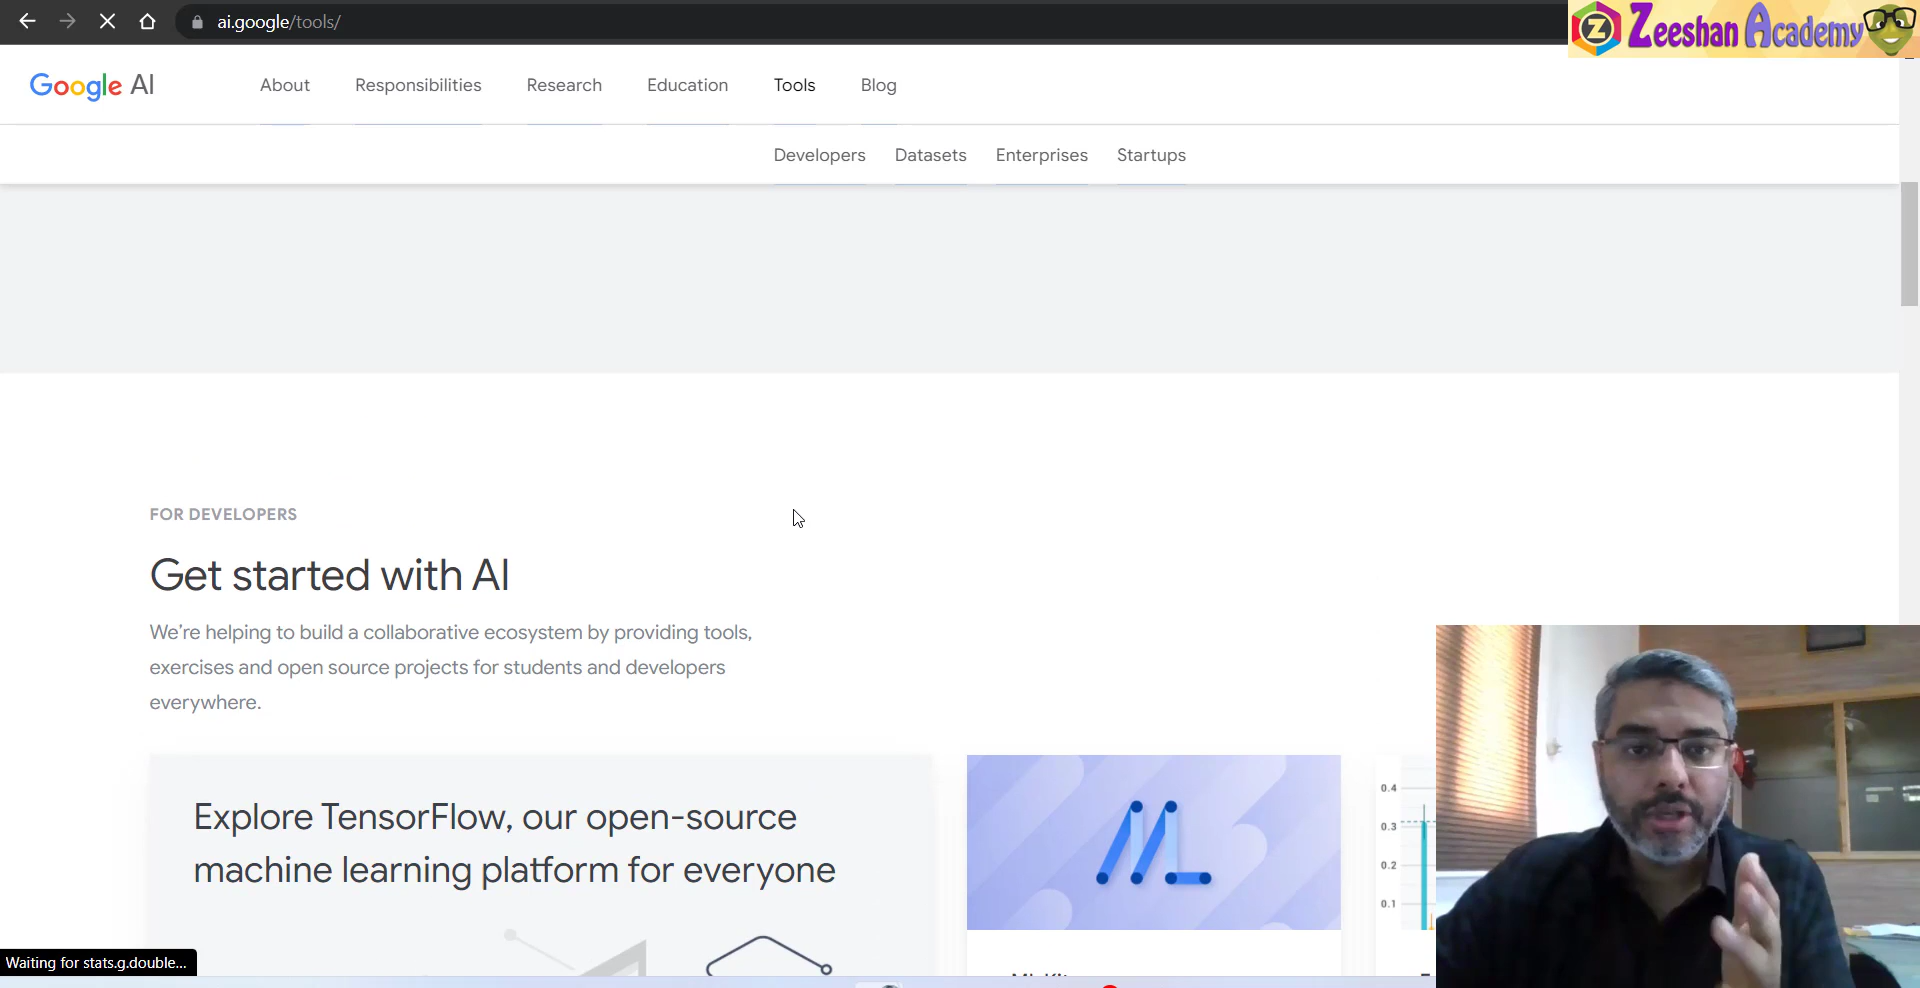 ai.google/tools/
Zeeshan Academy
Z
Google AI
About Responsibilities Research Education Tools Blog
Developers Datasets Enterprises Startups
FOR DEVELOPERS
Get started with AI
We're helping to build a collaborative ecosystem by providing tools,
exercises and open source projects for students and developers
everywhere.
Explore TensorFlow, our open-source
machine learning platform for everyone
ML
0.4
0.3
0.2
0.1
Waiting for stats.g.double...